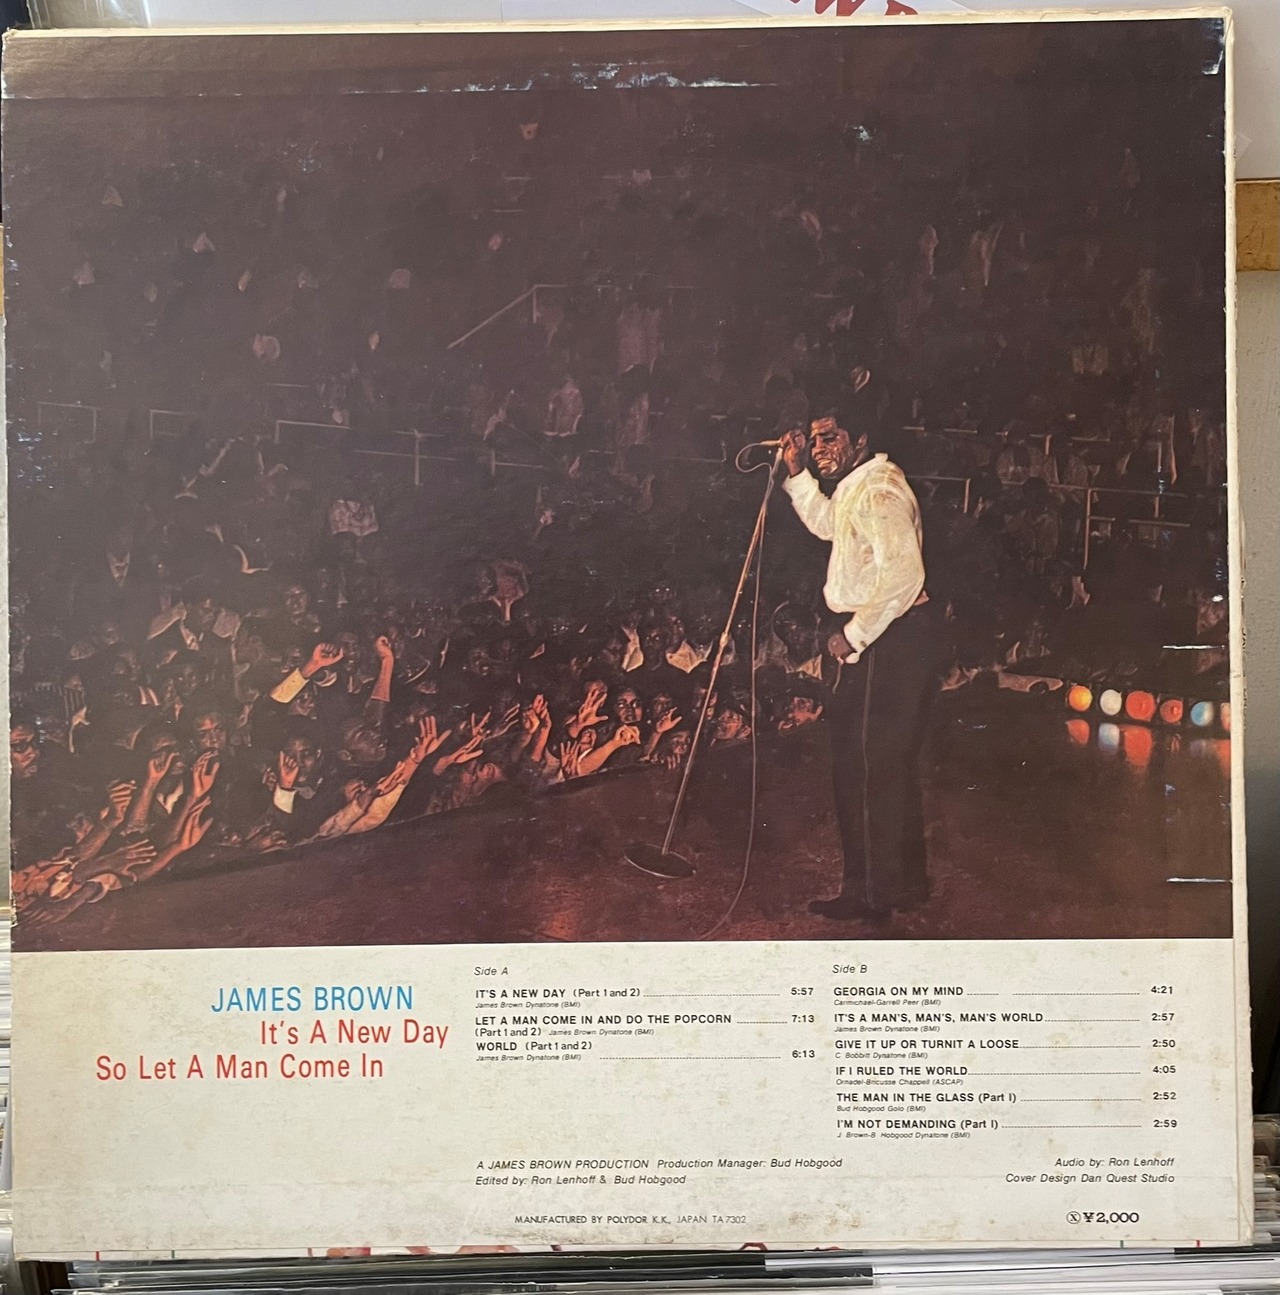 JAMES BROWN
It's A New Day
So Let A Man Come In
Side A
IT'S A NEW DAY (Part 1 and 2) 5:57
James Brown Dynatone (BMI)
LET A MAN COME IN AND DO THE POPCORN 7:13
(Part 1 and 2) James Brown Dynatone (BMI)
WORLD (Part 1 and 2)
James Brown Dynatone (BMI) 6:13
Side B
GEORGIA ON MY MIND 4:21
Carmichael-Garrell Peer (BMI)
IT'S A MAN'S, MAN'S, MAN'S WORLD 2:57
James Brown Dynatone (BMI)
GIVE IT UP OR TURNIT A LOOSE 2:50
C Bobbitt Dynatone (BMI)
IF I RULED THE WORLD 4:05
Ornadel-Bricusse Chappell (ASCAP)
THE MAN IN THE GLASS (Part I) 2:52
Bud Hobgood Golo (BMI)
I'M NOT DEMANDING (Part I) 2:59
J Brown-B Hobgood Dynatone (BMI)
A JAMES BROWN PRODUCTION Production Manager: Bud Hobgood
Edited by: Ron Lenhoff & Bud Hobgood
Audio by: Ron Lenhoff
Cover Design Dan Quest Studio
MANUFACTURED BY POLYDOR K.K., JAPAN TA7302
Ⓧ¥2,000